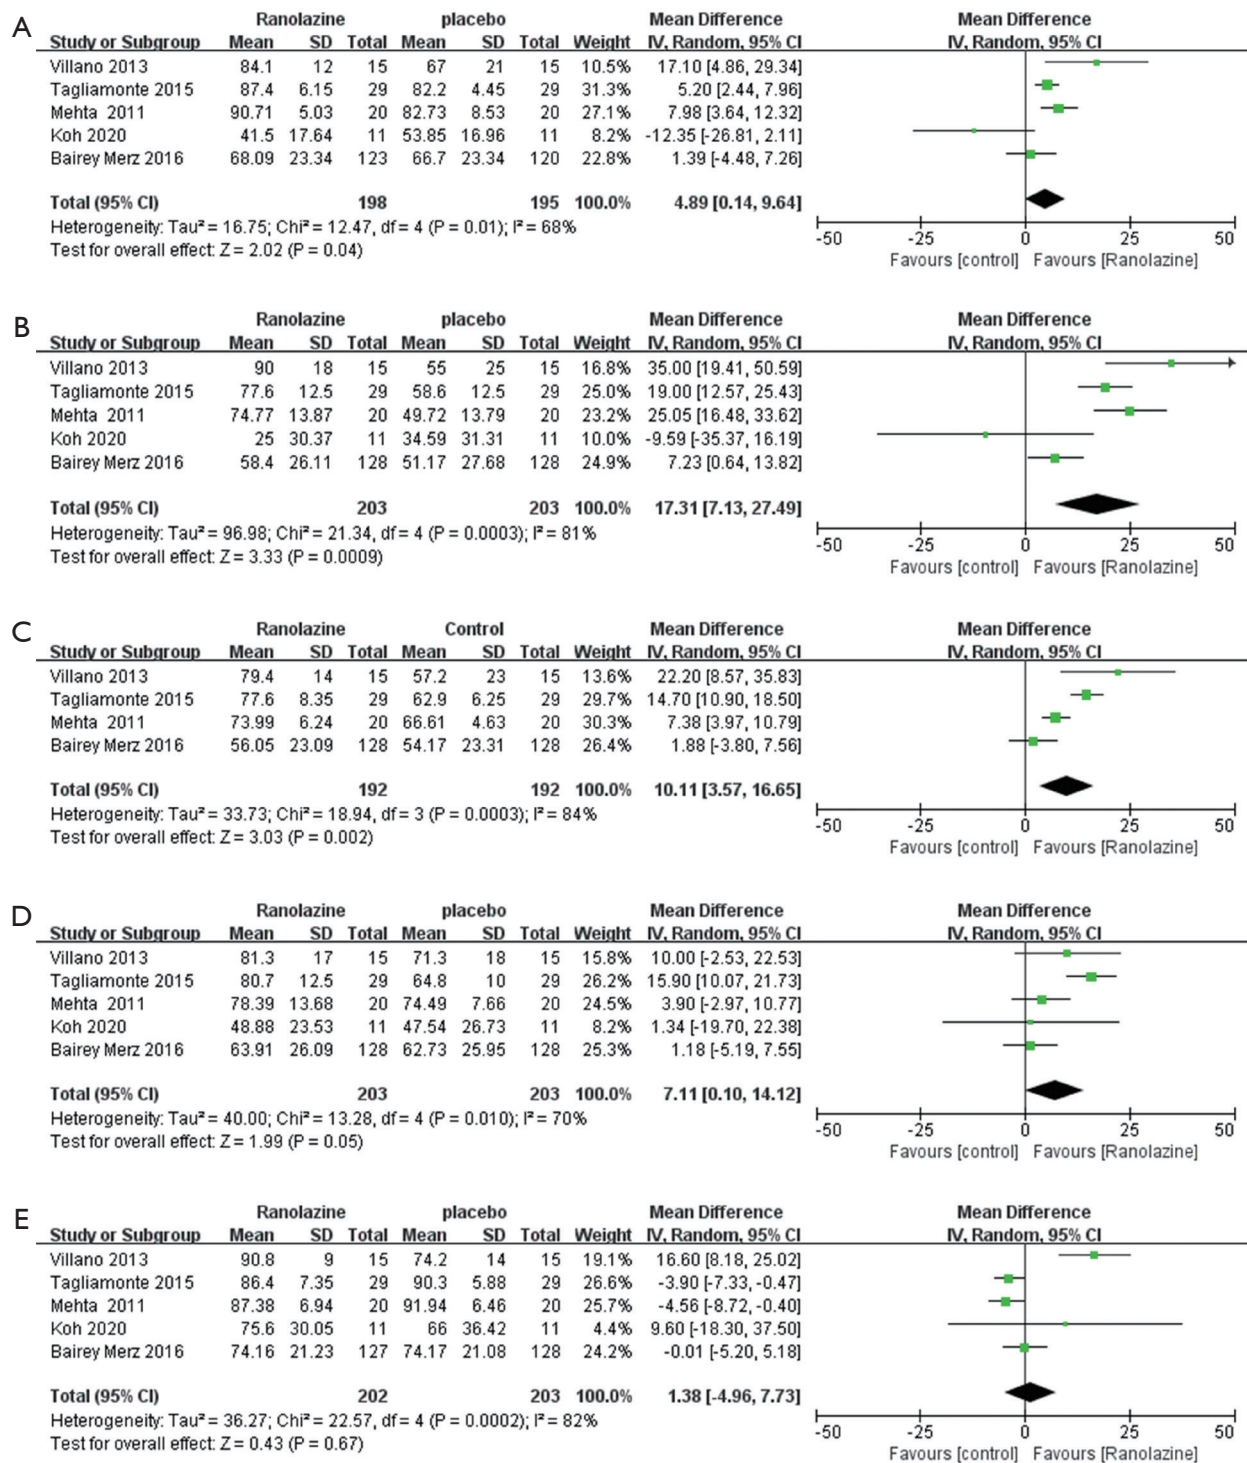 A
Ranolazine placebo Mean Difference Mean Difference
Study or Subgroup Mean SD Total Mean SD Total Weight IV, Random, 95% CI IV, Random, 95% CI
Villano 2013 84.1 12 15 67 21 15 10.5% 17.10 [4.86, 29.34]
Tagliamonte 2015 87.4 6.15 29 82.2 4.45 29 31.3% 5.20 [2.44, 7.96]
Mehta 2011 90.71 5.03 20 82.73 8.53 20 27.1% 7.98 [3.64, 12.32]
Koh 2020 41.5 17.64 11 53.85 16.96 11 8.2% -12.35 [-26.81, 2.11]
Bairey Merz 2016 68.09 23.34 123 66.7 23.34 120 22.8% 1.39 [-4.48, 7.26]
Total (95% CI) 198 195 100.0% 4.89 [0.14, 9.64]
Heterogeneity: Tau² = 16.75; Chi² = 12.47, df = 4 (P = 0.01); I² = 68%
Test for overall effect: Z = 2.02 (P = 0.04)
-50 -25 0 25 50
Favours [control] Favours [Ranolazine]
B
Ranolazine placebo Mean Difference Mean Difference
Study or Subgroup Mean SD Total Mean SD Total Weight IV, Random, 95% CI IV, Random, 95% CI
Villano 2013 90 18 15 55 25 15 16.8% 35.00 [19.41, 50.59]
Tagliamonte 2015 77.6 12.5 29 58.6 12.5 29 25.0% 19.00 [12.57, 25.43]
Mehta 2011 74.77 13.87 20 49.72 13.79 20 23.2% 25.05 [16.48, 33.62]
Koh 2020 25 30.37 11 34.59 31.31 11 10.0% -9.59 [-35.37, 16.19]
Bairey Merz 2016 58.4 26.11 128 51.17 27.68 128 24.9% 7.23 [0.64, 13.82]
Total (95% CI) 203 203 100.0% 17.31 [7.13, 27.49]
Heterogeneity: Tau² = 96.98; Chi² = 21.34, df = 4 (P = 0.0003); I² = 81%
Test for overall effect: Z = 3.33 (P = 0.0009)
-50 -25 0 25 50
Favours [control] Favours [Ranolazine]
C
Ranolazine Control Mean Difference Mean Difference
Study or Subgroup Mean SD Total Mean SD Total Weight IV, Random, 95% CI IV, Random, 95% CI
Villano 2013 79.4 14 15 57.2 23 15 13.6% 22.20 [8.57, 35.83]
Tagliamonte 2015 77.6 8.35 29 62.9 6.25 29 29.7% 14.70 [10.90, 18.50]
Mehta 2011 73.99 6.24 20 66.61 4.63 20 30.3% 7.38 [3.97, 10.79]
Bairey Merz 2016 56.05 23.09 128 54.17 23.31 128 26.4% 1.88 [-3.80, 7.56]
Total (95% CI) 192 192 100.0% 10.11 [3.57, 16.65]
Heterogeneity: Tau² = 33.73; Chi² = 18.94, df = 3 (P = 0.0003); I² = 84%
Test for overall effect: Z = 3.03 (P = 0.002)
-50 -25 0 25 50
Favours [control] Favours [Ranolazine]
D
Ranolazine placebo Mean Difference Mean Difference
Study or Subgroup Mean SD Total Mean SD Total Weight IV, Random, 95% CI IV, Random, 95% CI
Villano 2013 81.3 17 15 71.3 18 15 15.8% 10.00 [-2.53, 22.53]
Tagliamonte 2015 80.7 12.5 29 64.8 10 29 26.2% 15.90 [10.07, 21.73]
Mehta 2011 78.39 13.68 20 74.49 7.66 20 24.5% 3.90 [-2.97, 10.77]
Koh 2020 48.88 23.53 11 47.54 26.73 11 8.2% 1.34 [-19.70, 22.38]
Bairey Merz 2016 63.91 26.09 128 62.73 25.95 128 25.3% 1.18 [-5.19, 7.55]
Total (95% CI) 203 203 100.0% 7.11 [0.10, 14.12]
Heterogeneity: Tau² = 40.00; Chi² = 13.28, df = 4 (P = 0.010); I² = 70%
Test for overall effect: Z = 1.99 (P = 0.05)
-50 -25 0 25 50
Favours [control] Favours [Ranolazine]
E
Ranolazine placebo Mean Difference Mean Difference
Study or Subgroup Mean SD Total Mean SD Total Weight IV, Random, 95% CI IV, Random, 95% CI
Villano 2013 90.8 9 15 74.2 14 15 19.1% 16.60 [8.18, 25.02]
Tagliamonte 2015 86.4 7.35 29 90.3 5.88 29 26.6% -3.90 [-7.33, -0.47]
Mehta 2011 87.38 6.94 20 91.94 6.46 20 25.7% -4.56 [-8.72, -0.40]
Koh 2020 75.6 30.05 11 66 36.42 11 4.4% 9.60 [-18.30, 37.50]
Bairey Merz 2016 74.16 21.23 127 74.17 21.08 128 24.2% -0.01 [-5.20, 5.18]
Total (95% CI) 202 203 100.0% 1.38 [-4.96, 7.73]
Heterogeneity: Tau² = 36.27; Chi² = 22.57, df = 4 (P = 0.0002); I² = 82%
Test for overall effect: Z = 0.43 (P = 0.67)
-50 -25 0 25 50
Favours [control] Favours [Ranolazine]